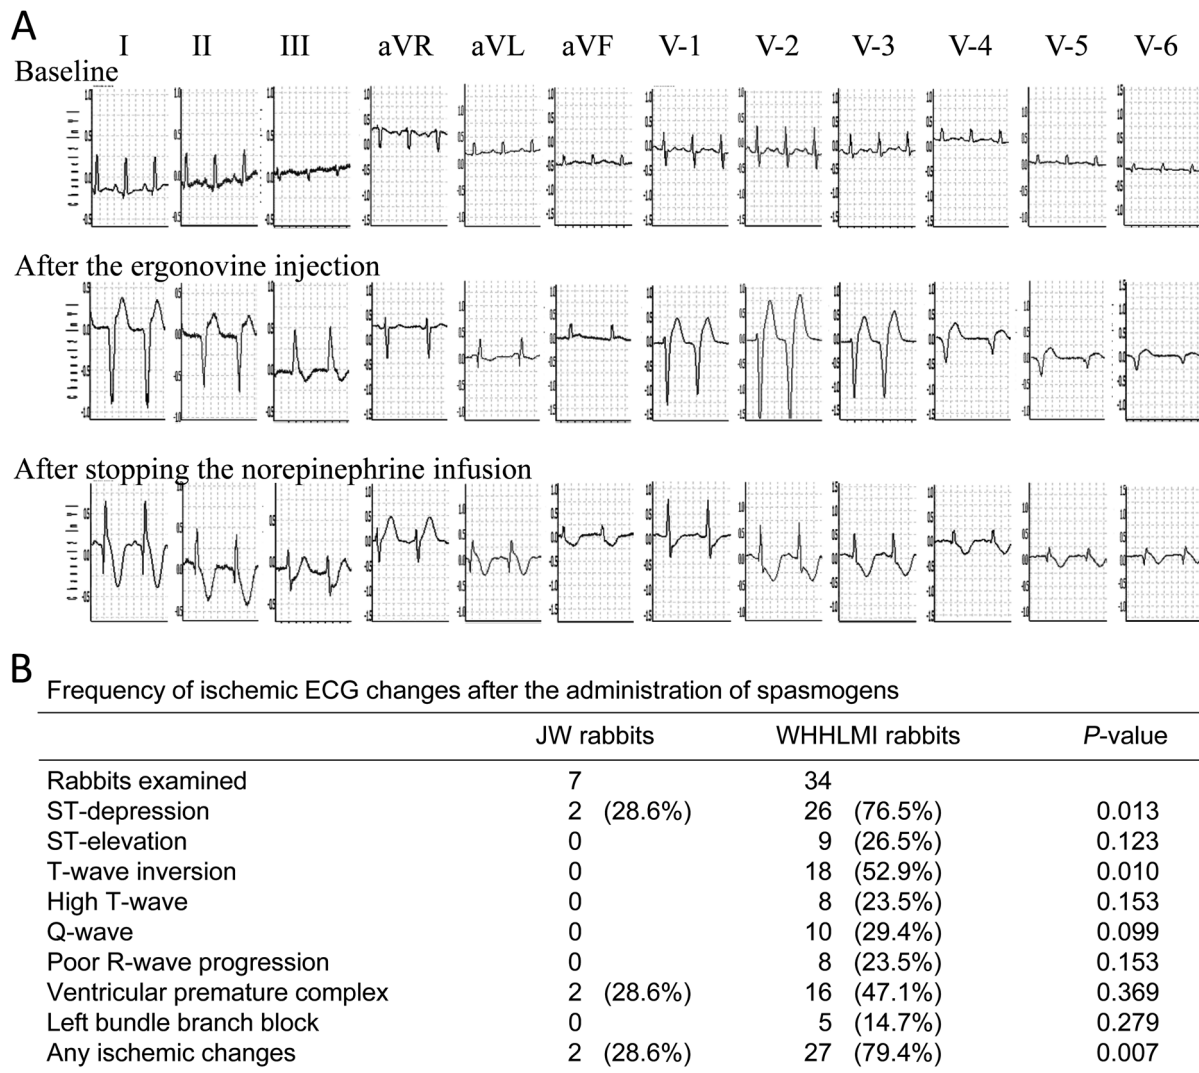 A
I II III aVR aVL aVF V-1 V-2 V-3 V-4 V-5 V-6
Baseline
After the ergonovine injection
After stopping the norepinephrine infusion
B
Frequency of ischemic ECG changes after the administration of spasmogens
JW rabbits WHHLMI rabbits P-value
Rabbits examined 7 34
ST-depression 2 (28.6%) 26 (76.5%) 0.013
ST-elevation 0 9 (26.5%) 0.123
T-wave inversion 0 18 (52.9%) 0.010
High T-wave 0 8 (23.5%) 0.153
Q-wave 0 10 (29.4%) 0.099
Poor R-wave progression 0 8 (23.5%) 0.153
Ventricular premature complex 2 (28.6%) 16 (47.1%) 0.369
Left bundle branch block 0 5 (14.7%) 0.279
Any ischemic changes 2 (28.6%) 27 (79.4%) 0.007